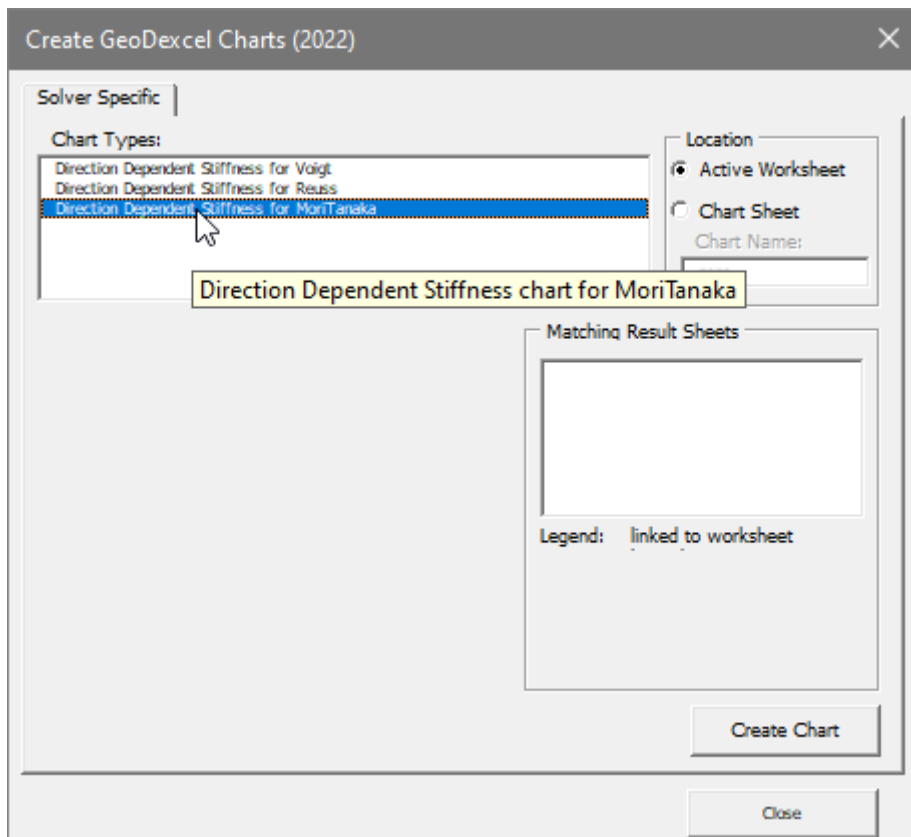 Create GeoDexcel Charts (2022)
Solver Specific
Chart Types:
Direction Dependent Stiffness for Voigt
Direction Dependent Stiffness for Reuss
Direction Dependent Stiffness for MoriTanaka
Direction Dependent Stiffness chart for MoriTanaka
Location
Active Worksheet
Chart Sheet
Chart Name:
Matching Result Sheets
Legend: linked to worksheet
Create Chart
Close